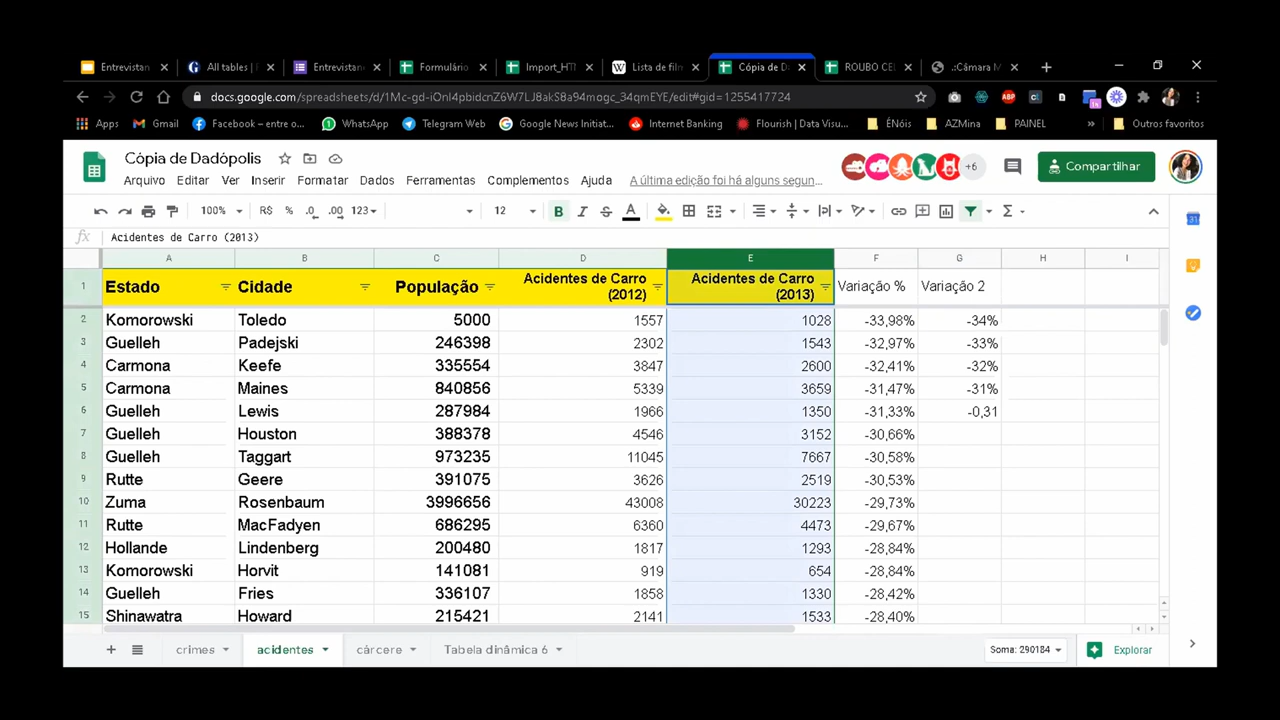 Entrevistan
All tables |
Entrevistan
Formulário
Import_HT
Lista de film
Cópia de D
ROUBO CEL
.:Câmara M
docs.google.com/spreadsheets/d/1Mc-gd-iOnI4pbidcnZ6W7LJ8akS8a94mogc_34qmEYE/edit#gid=1255417724
Apps
Gmail
Facebook – entre o...
WhatsApp
Telegram Web
Google News Initiat...
Internet Banking
Flourish | Data Visu...
ÉNóis
AZMina
PAINEL
»
Outros favoritos
Cópia de Dadópolis
+6
Compartilhar
Arquivo Editar Ver Inserir Formatar Dados Ferramentas Complementos Ajuda A última edição foi há alguns segun...
100% R$ % .0 .00 123 12 B I S A Σ
fx Acidentes de Carro (2013)
A B C D E F G H I
1 Estado Cidade População Acidentes de Carro (2012) Acidentes de Carro (2013) Variação % Variação 2
2 Komorowski Toledo 5000 1557 1028 -33,98% -34%
3 Guelleh Padejski 246398 2302 1543 -32,97% -33%
4 Carmona Keefe 335554 3847 2600 -32,41% -32%
5 Carmona Maines 840856 5339 3659 -31,47% -31%
6 Guelleh Lewis 287984 1966 1350 -31,33% -0,31
7 Guelleh Houston 388378 4546 3152 -30,66%
8 Guelleh Taggart 973235 11045 7667 -30,58%
9 Rutte Geere 391075 3626 2519 -30,53%
10 Zuma Rosenbaum 3996656 43008 30223 -29,73%
11 Rutte MacFadyen 686295 6360 4473 -29,67%
12 Hollande Lindenberg 200480 1817 1293 -28,84%
13 Komorowski Horvit 141081 919 654 -28,84%
14 Guelleh Fries 336107 1858 1330 -28,42%
15 Shinawatra Howard 215421 2141 1533 -28,40%
crimes acidentes cárcere Tabela dinâmica 6 Soma: 290184 Explorar